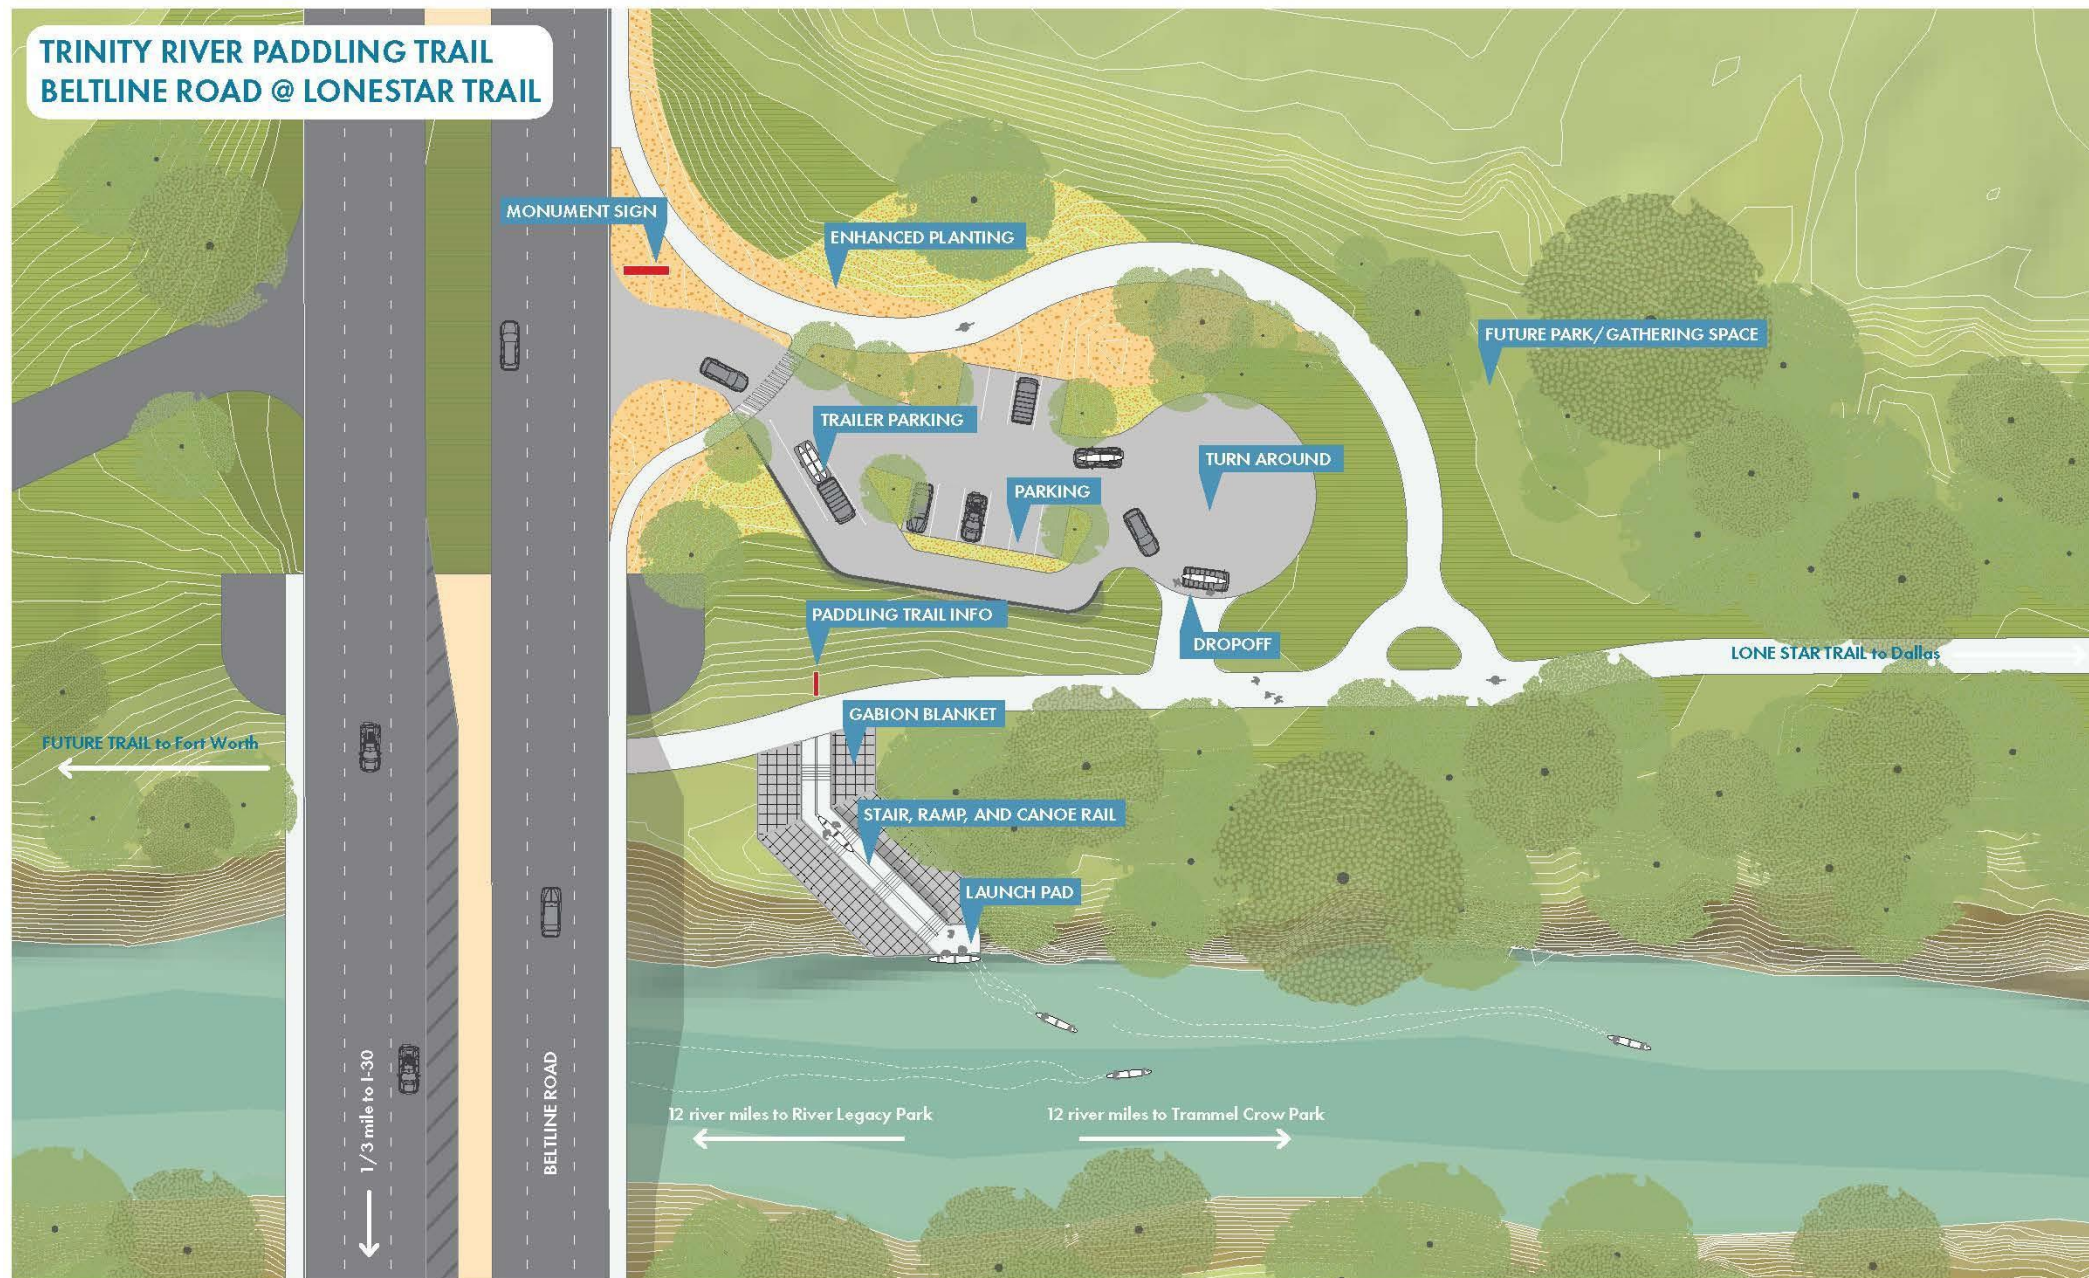 TRINITY RIVER PADDLING TRAIL
BELTLINE ROAD @ LONESTAR TRAIL
MONUMENT SIGN
ENHANCED PLANTING
FUTURE PARK/GATHERING SPACE
TRAILER PARKING
TURN AROUND
PARKING
PADDLING TRAIL INFO
DROPOFF
LONE STAR TRAIL to Dallas
GABION BLANKET
FUTURE TRAIL to Fort Worth
STAIR, RAMP, AND CANOE RAIL
LAUNCH PAD
1/3 mile to I-30
BELTLINE ROAD
12 river miles to River Legacy Park
12 river miles to Trammel Crow Park